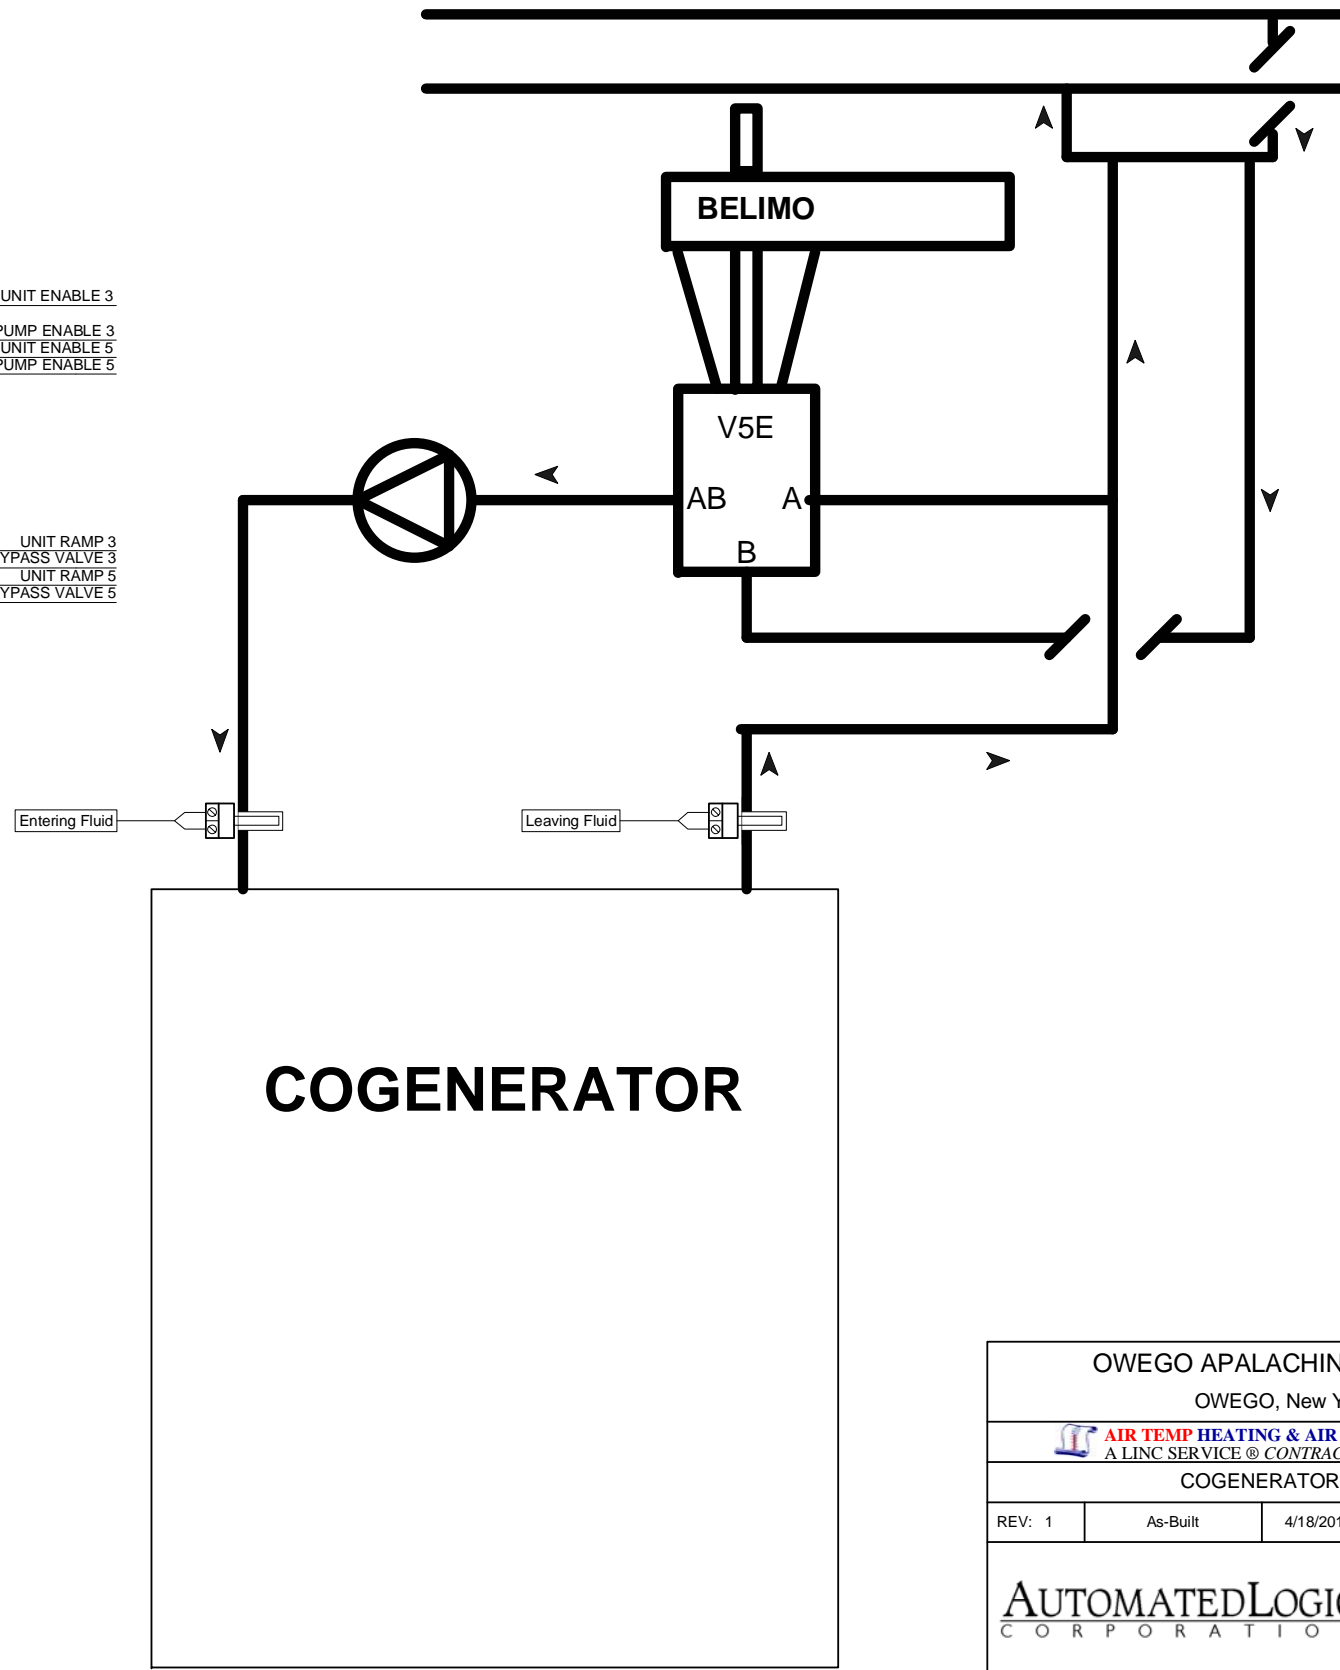 BELIMO
UNIT ENABLE 3
PUMP ENABLE 3
UNIT ENABLE 5
PUMP ENABLE 5
V5E
AB
A
B
UNIT RAMP 3
YPASS VALVE 3
UNIT RAMP 5
YPASS VALVE 5
Entering Fluid
Leaving Fluid
COGENERATOR
OWEGO APALACHIN
OWEGO, New Y
AIR TEMP HEATING & AIR
A LINC SERVICE ® CONTRAC
COGENERATOR
REV: 1
As-Built
4/18/201
AUTOMATEDLOGIC
CORPORATIO